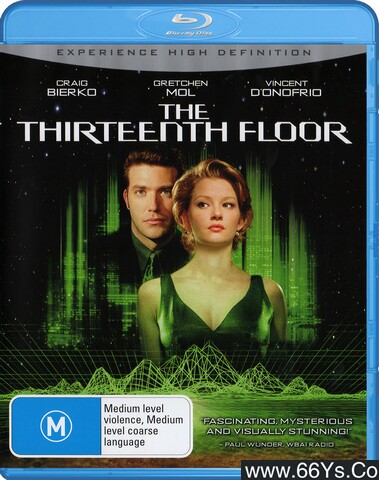 Blu-ray Disc
EXPERIENCE HIGH DEFINITION
CRAIG BIERKO
GRETCHEN MOL
VINCENT D'ONOFRIO
THE
THIRTEENTH FLOOR
M
Medium level
violence, Medium
level coarse
language
FASCINATING, MYSTERIOUS
AND VISUALLY STUNNING!
- PAUL WUNDER, WBAI RADIO
www.66Ys.Co